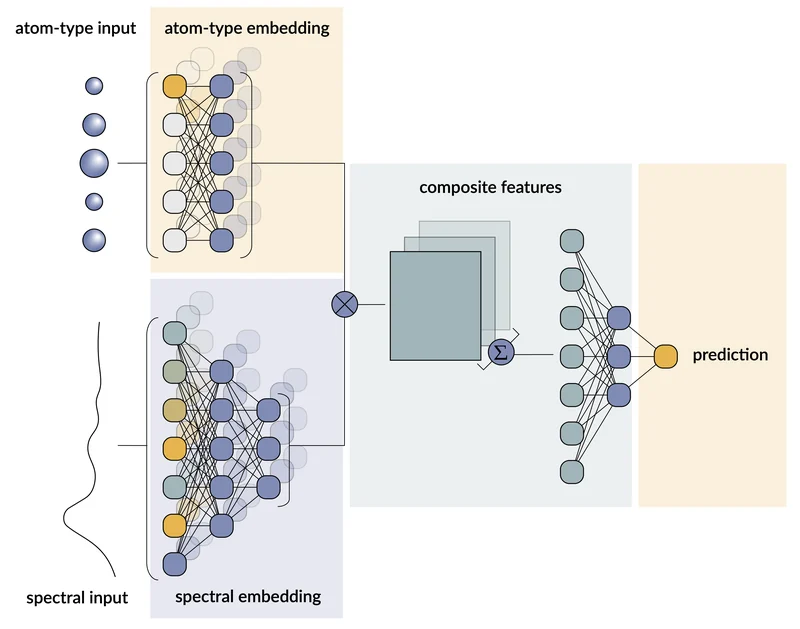 atom-type input
atom-type embedding
composite features
Σ
prediction
spectral input
spectral embedding